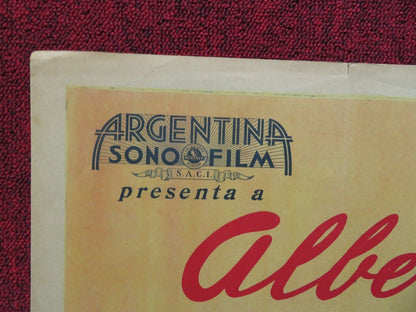 ARGENTINA
SONO FILM
S.A.C.I.
presenta a
Albe